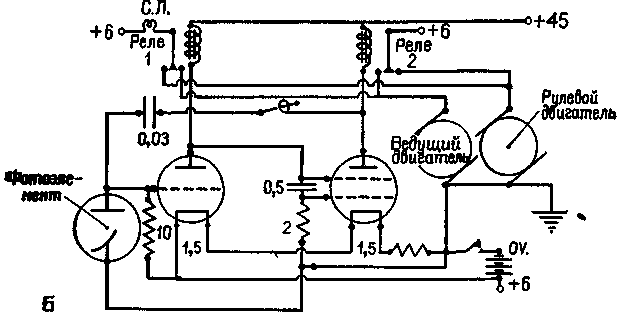 С.Л.
+6
Реле
1
+6
Реле
2
+45
Рулевой
двигатель
0,03
Ведущий
двигатель
Фотоэле-
мент
0,5
10
2
1,5
1,5
0V.
+6
Б